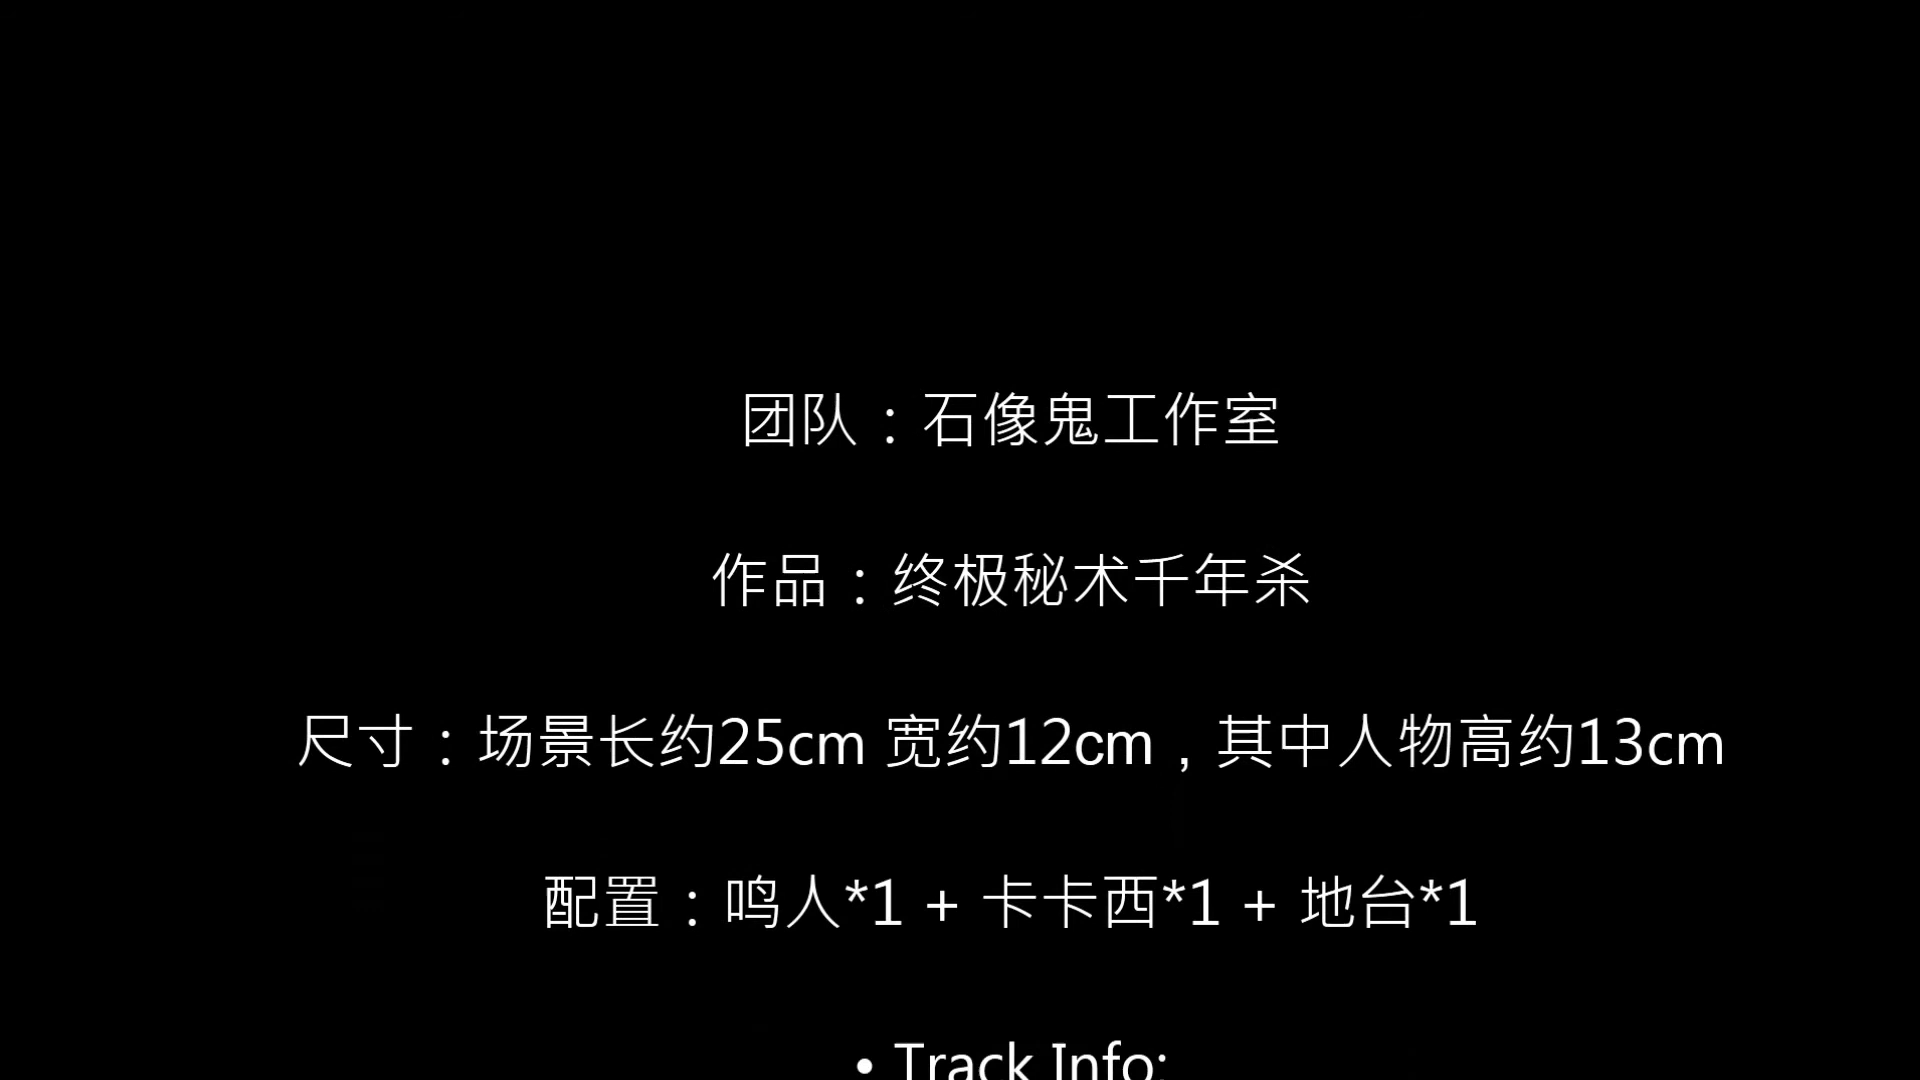 团队：石像鬼工作室
作品：终极秘术千年杀
尺寸：场景长约25cm 宽约12cm，其中人物高约13cm
配置：鸣人*1 + 卡卡西*1 + 地台*1
• Track Info: